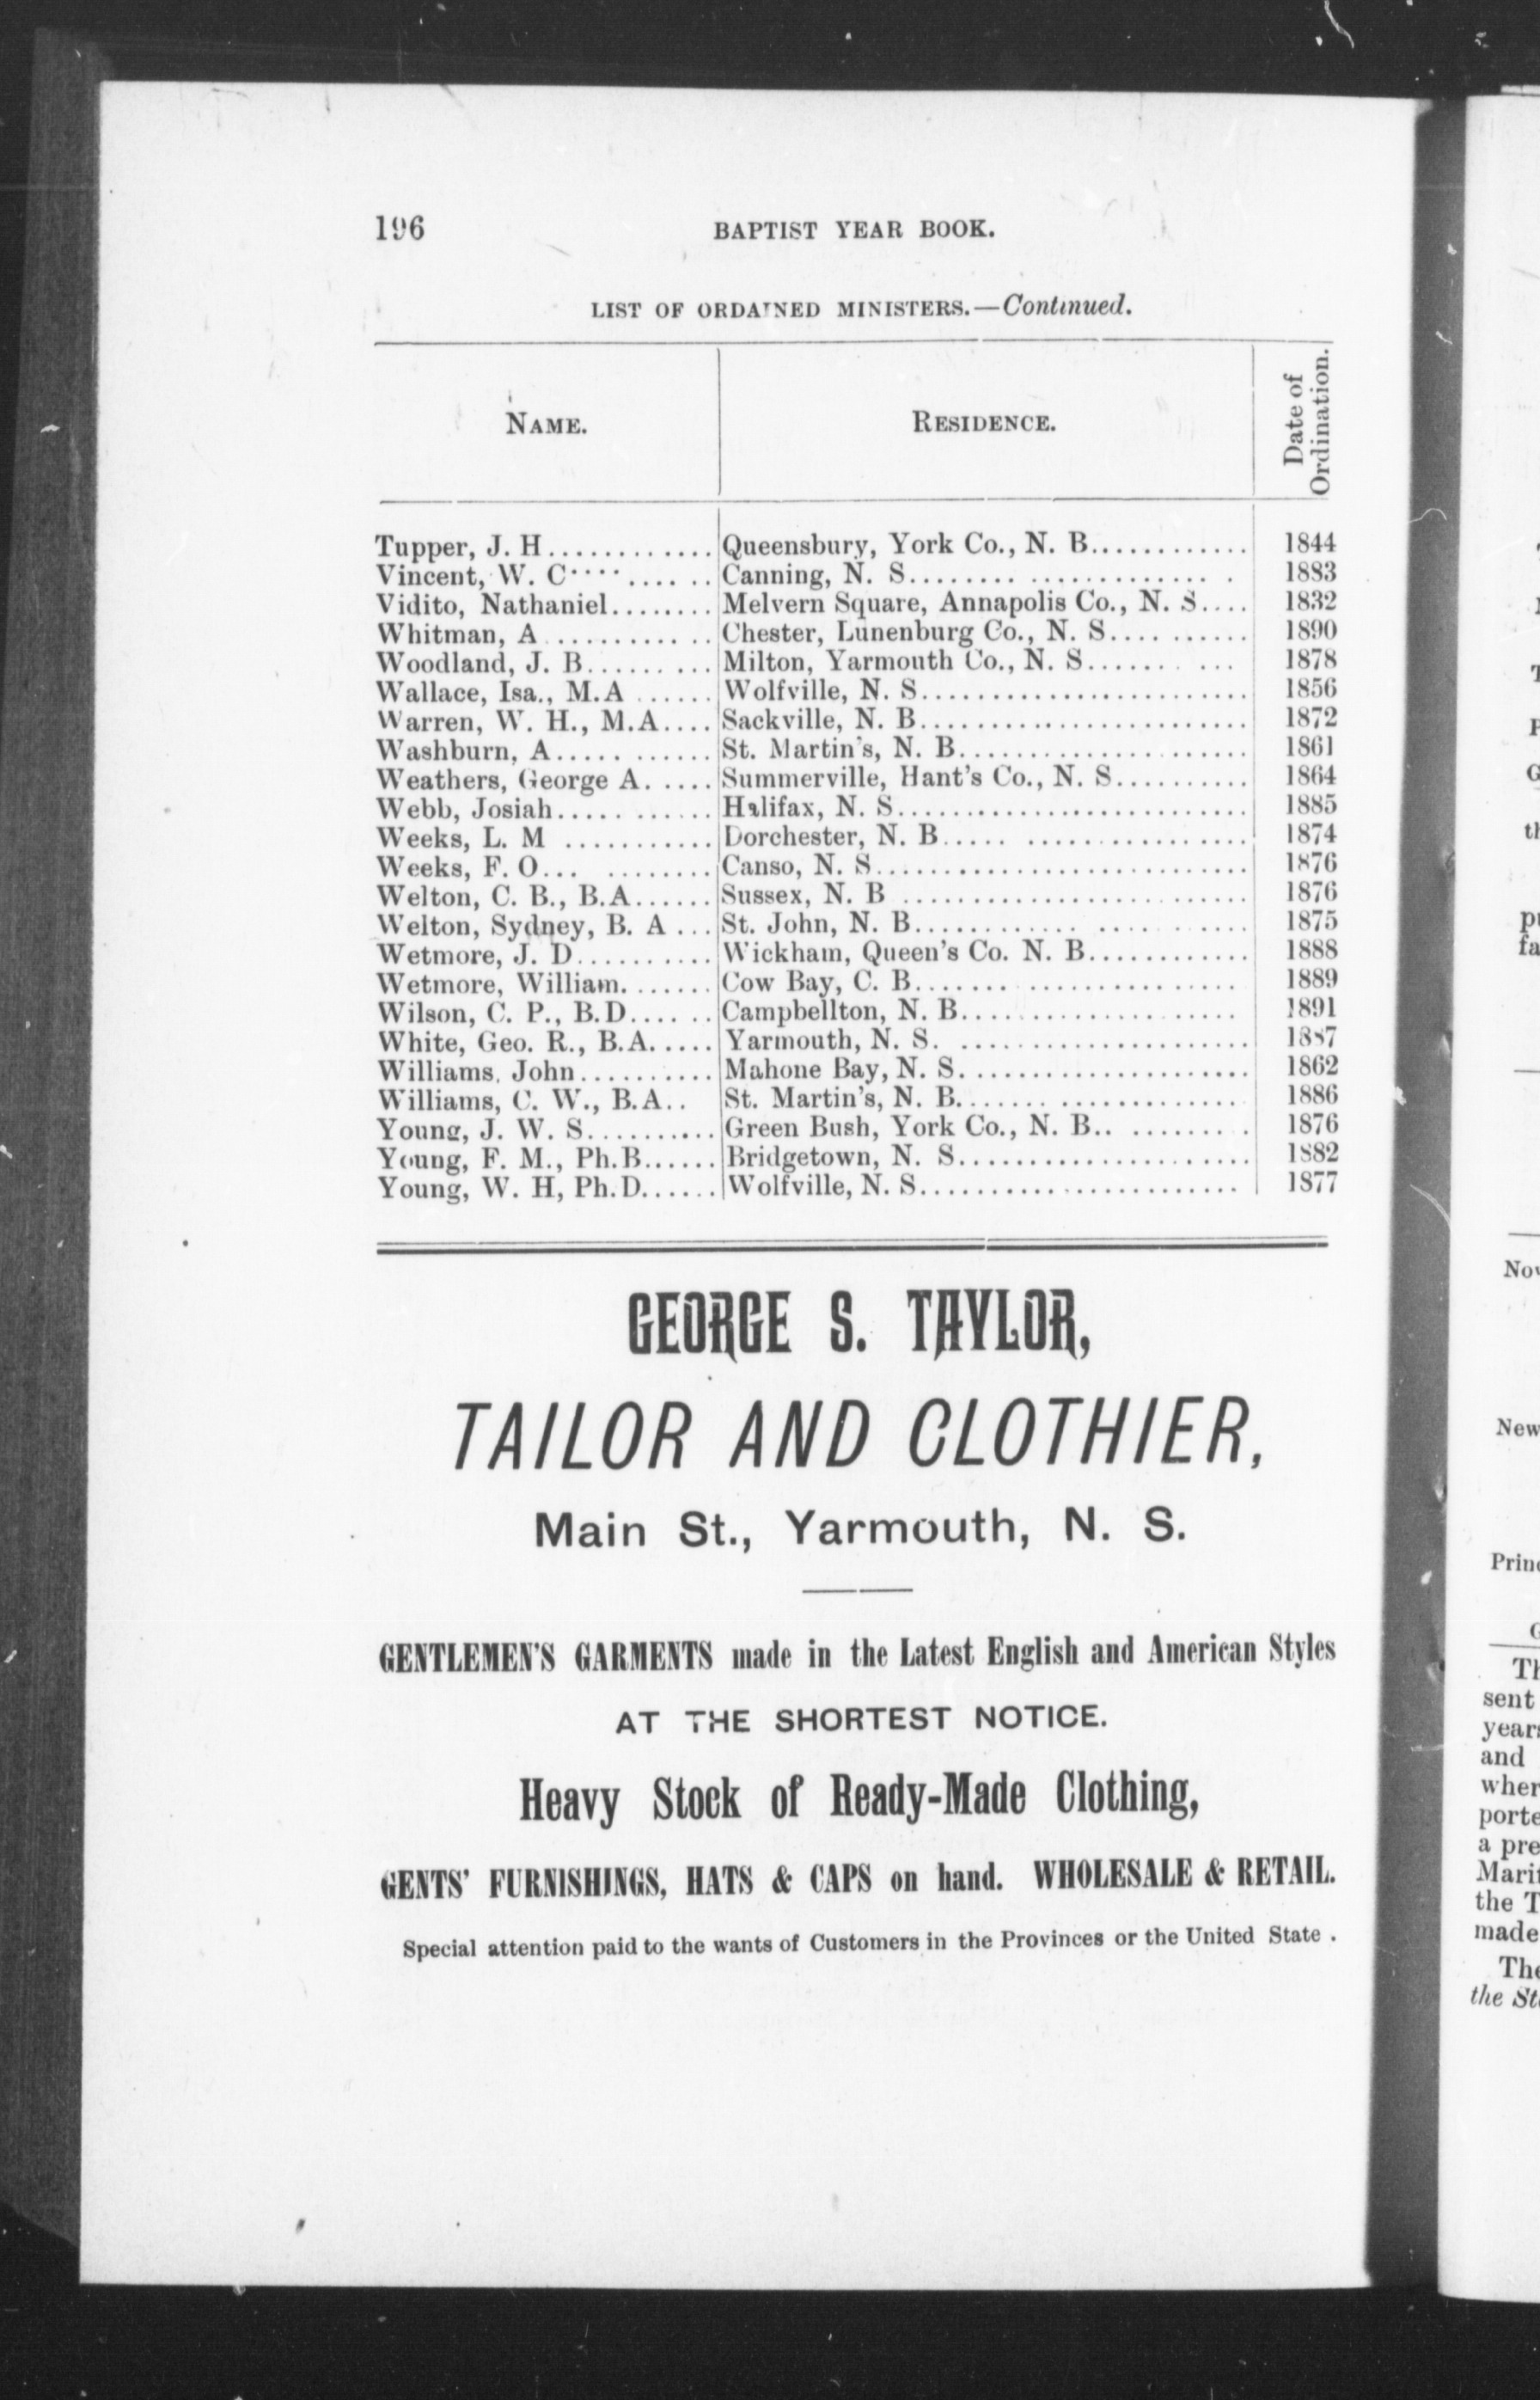 196 BAPTIST YEAR BOOK.
LIST OF ORDAINED MINISTERS.—Continued.
NAME. RESIDENCE. Date of Ordination.
Tupper, J. H............ Queensbury, York Co., N. B............ 1844
Vincent, W. C.......... Canning, N. S........................ 1883
Vidito, Nathaniel........ Melvern Square, Annapolis Co., N. S.... 1832
Whitman, A ............ Chester, Lunenburg Co., N. S.......... 1890
Woodland, J. B......... Milton, Yarmouth Co., N. S.......... 1878
Wallace, Isa., M.A ...... Wolfville, N. S........................ 1856
Warren, W. H., M.A.... Sackville, N. B........................ 1872
Washburn, A........... St. Martin's, N. B..................... 1861
Weathers, George A. .... Summerville, Hant's Co., N. S.......... 1864
Webb, Josiah........... Halifax, N. S......................... 1885
Weeks, L. M ........... Dorchester, N. B..................... 1874
Weeks, F. O... ........ Canso, N. S........................... 1876
Welton, C. B., B.A...... Sussex, N. B ......................... 1876
Welton, Sydney, B. A ... St. John, N. B............ ........... 1875
Wetmore, J. D.......... Wickham, Queen's Co. N. B............ 1888
Wetmore, William. ...... Cow Bay, C. B....................... 1889
Wilson, C. P., B.D...... Campbellton, N. B.................... 1891
White, Geo. R., B.A. .... Yarmouth, N. S. ..................... 1887
Williams, John.......... Mahone Bay, N. S. .................... 1862
Williams, C. W., B.A.. St. Martin's, N. B.................... 1886
Young, J. W. S.......... Green Bush, York Co., N. B.. ......... 1876
Young, F. M., Ph.B...... Bridgetown, N. S...................... 1882
Young, W. H, Ph.D...... Wolfville, N. S........................ 1877
GEORGE S. TAYLOR,
TAILOR AND CLOTHIER,
Main St., Yarmouth, N. S.
GENTLEMEN'S GARMENTS made in the Latest English and American Styles
AT THE SHORTEST NOTICE.
Heavy Stock of Ready-Made Clothing,
GENTS' FURNISHINGS, HATS & CAPS on hand. WHOLESALE & RETAIL.
Special attention paid to the wants of Customers in the Provinces or the United State .
New
sent
and
a pre
the T
made
the St